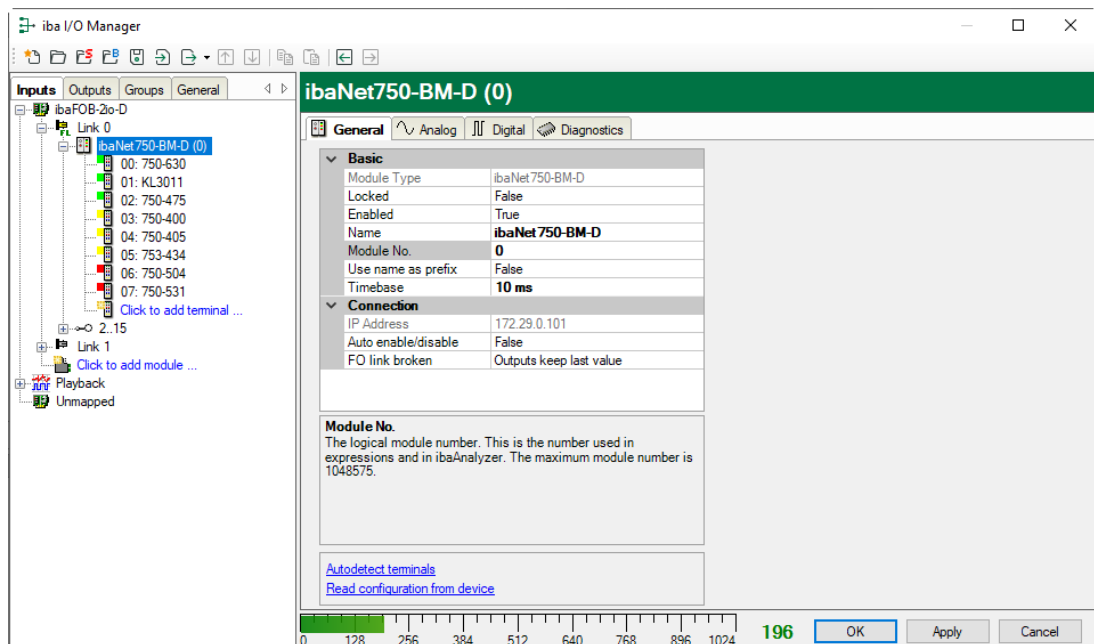 iba I/O Manager
Inputs Outputs Groups General
ibaFOB-2io-D
Link 0
ibaNet750-BM-D (0)
00: 750-630
01: KL3011
02: 750-475
03: 750-400
04: 750-405
05: 753-434
06: 750-504
07: 750-531
Click to add terminal ...
2..15
Link 1
Click to add module ...
Playback
Unmapped
ibaNet750-BM-D (0)
General Analog Digital Diagnostics
Basic
Module Type ibaNet750-BM-D
Locked False
Enabled True
Name ibaNet750-BM-D
Module No. 0
Use name as prefix False
Timebase 10 ms
Connection
IP Address 172.29.0.101
Auto enable/disable False
FO link broken Outputs keep last value
Module No.
The logical module number. This is the number used in
expressions and in ibaAnalyzer. The maximum module number is
1048575.
Autodetect terminals
Read configuration from device
0 128 256 384 512 640 768 896 1024
196
OK Apply Cancel